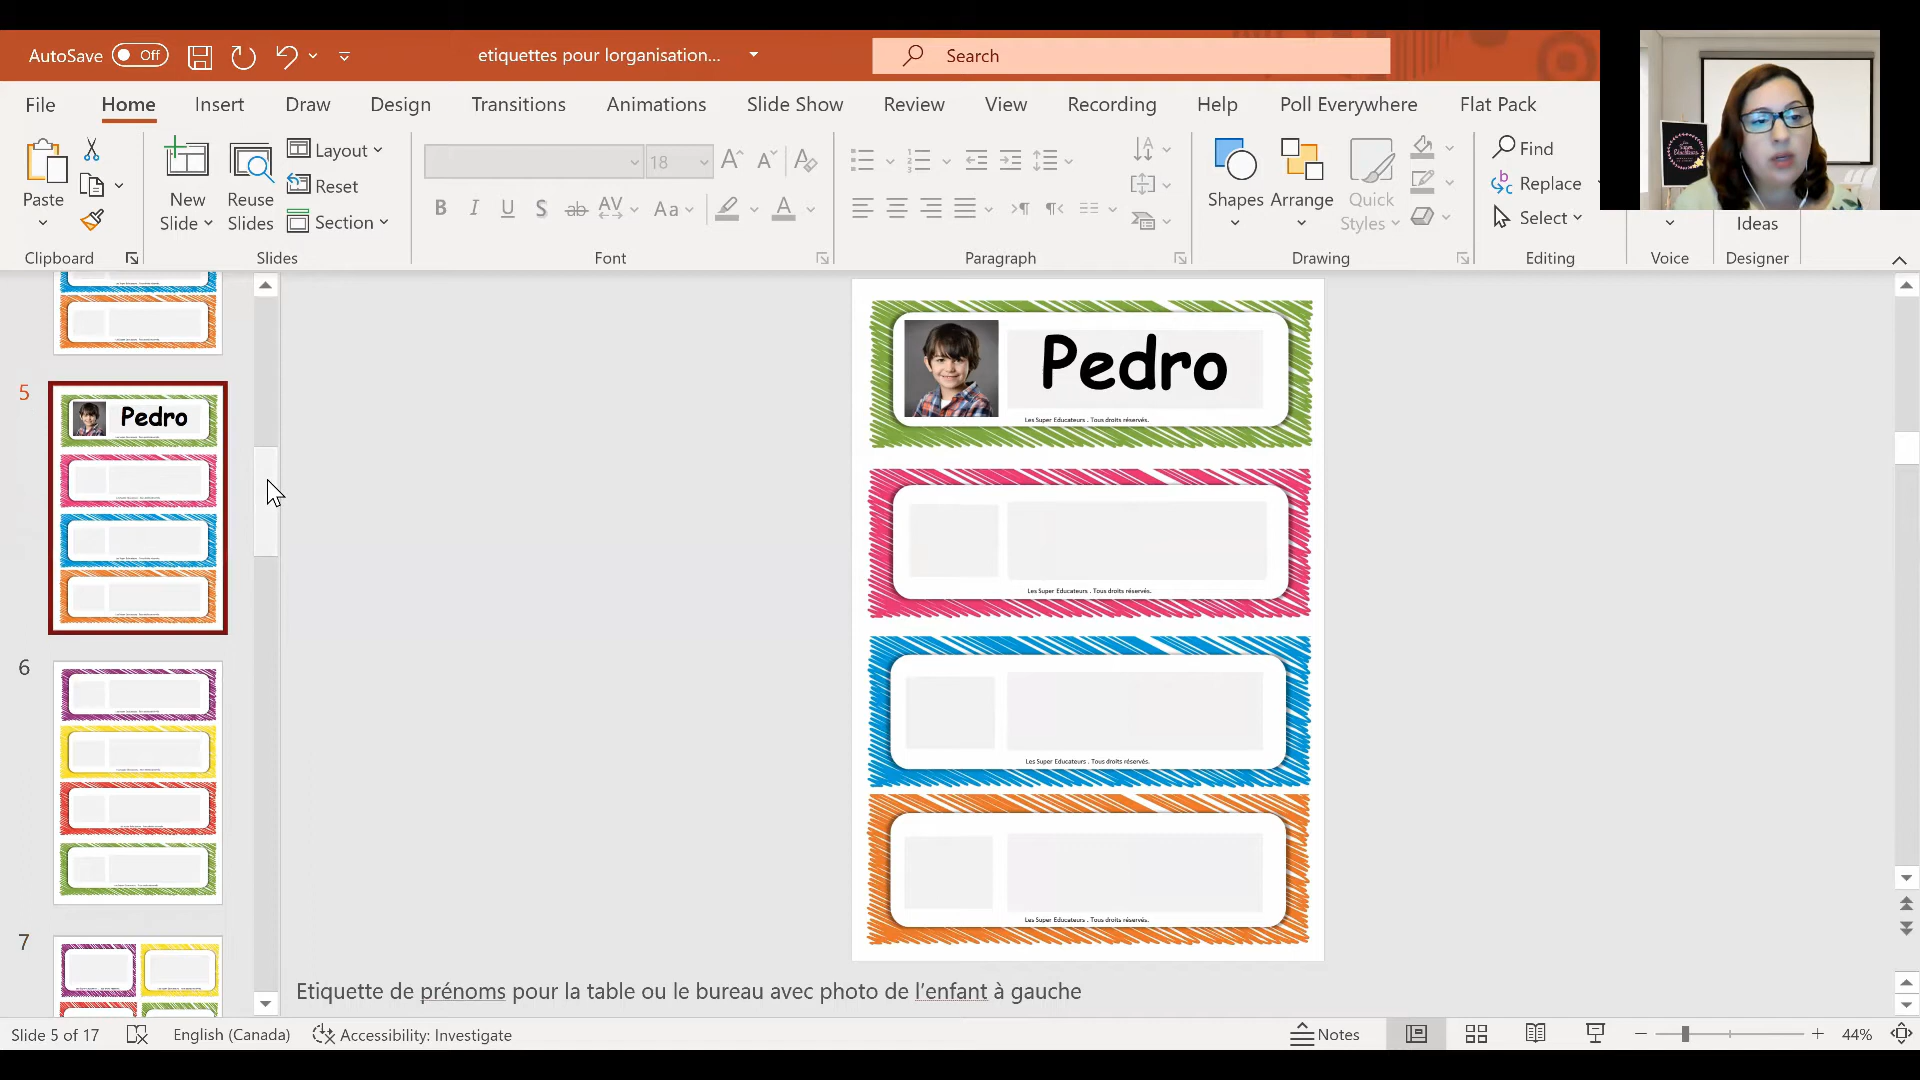 AutoSave Off
etiquettes pour lorganisation...
Search
File Home Insert Draw Design Transitions Animations Slide Show Review View Recording Help Poll Everywhere Flat Pack
Paste
New Slide
Reuse Slides
Layout
Reset
Section
18
B I U S ab AV Aa A
Shapes
Arrange
Quick Styles
Find
Replace
Select
Ideas
Clipboard
Slides
Font
Paragraph
Drawing
Editing
Voice
Designer
5
Pedro
6
7
Pedro
Les Super Educateurs . Tous droits réservés.
Les Super Educateurs . Tous droits réservés.
Les Super Educateurs . Tous droits réservés.
Les Super Educateurs . Tous droits réservés.
Etiquette de prénoms pour la table ou le bureau avec photo de l'enfant à gauche
Slide 5 of 17
English (Canada)
Accessibility: Investigate
Notes
44%